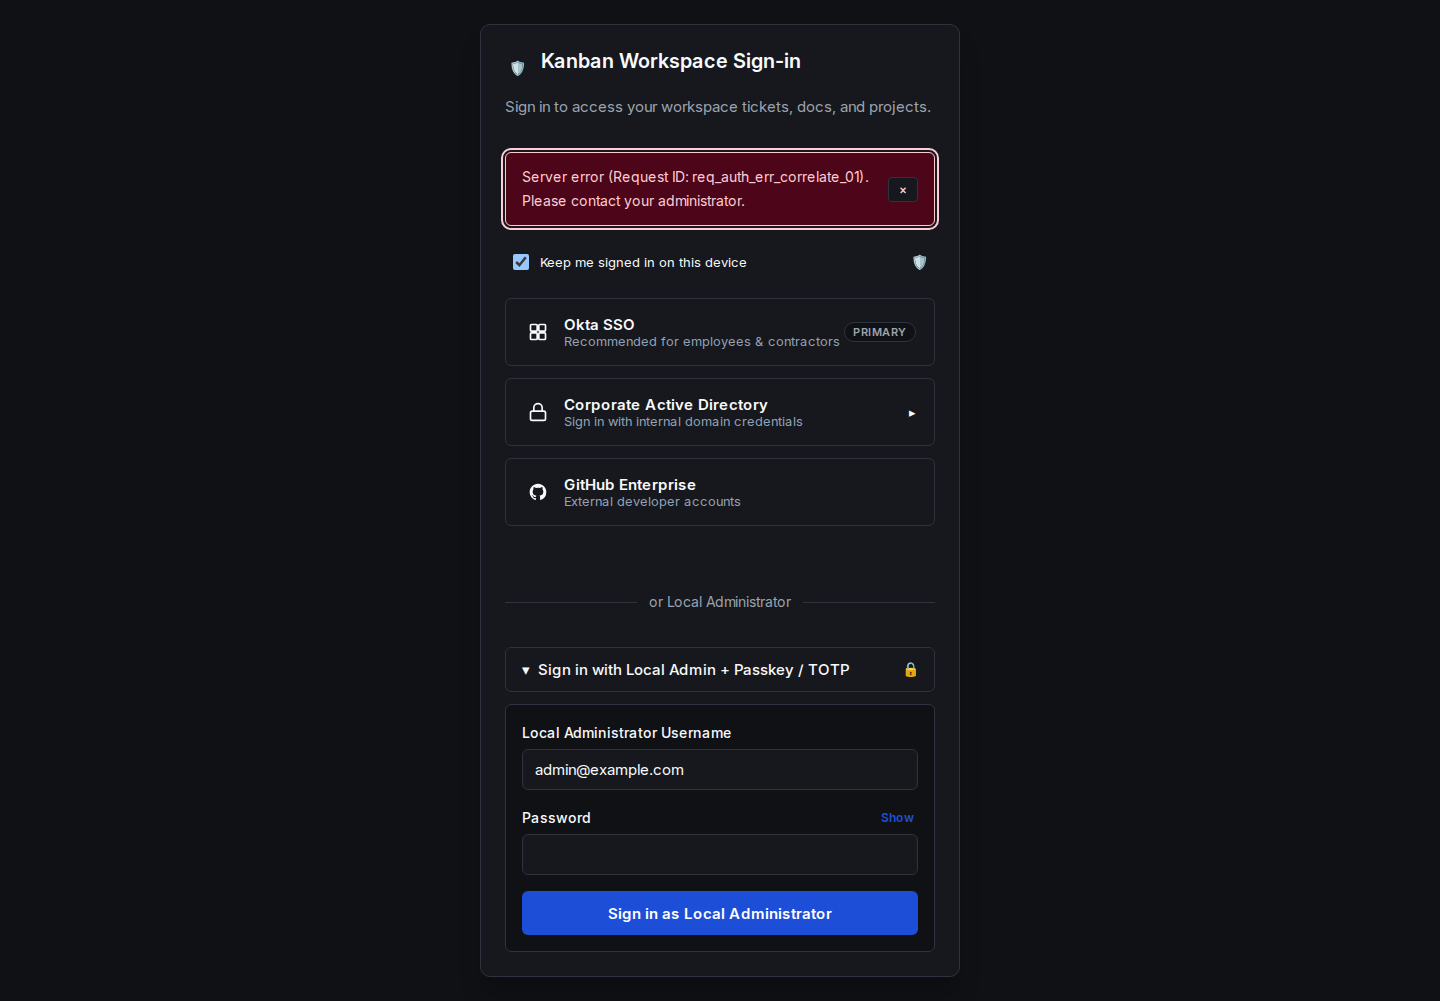 Kanban Workspace Sign-in
Sign in to access your workspace tickets, docs, and projects.
Server error (Request ID: req_auth_err_correlate_01).
Please contact your administrator.
×
Keep me signed in on this device
Okta SSO
Recommended for employees & contractors
PRIMARY
Corporate Active Directory
Sign in with internal domain credentials
GitHub Enterprise
External developer accounts
or Local Administrator
Sign in with Local Admin + Passkey / TOTP
Local Administrator Username
admin@example.com
Password
Show
Sign in as Local Administrator